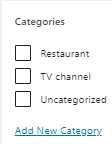 Categories
Restaurant
TV channel
Uncategorized
Add New Category